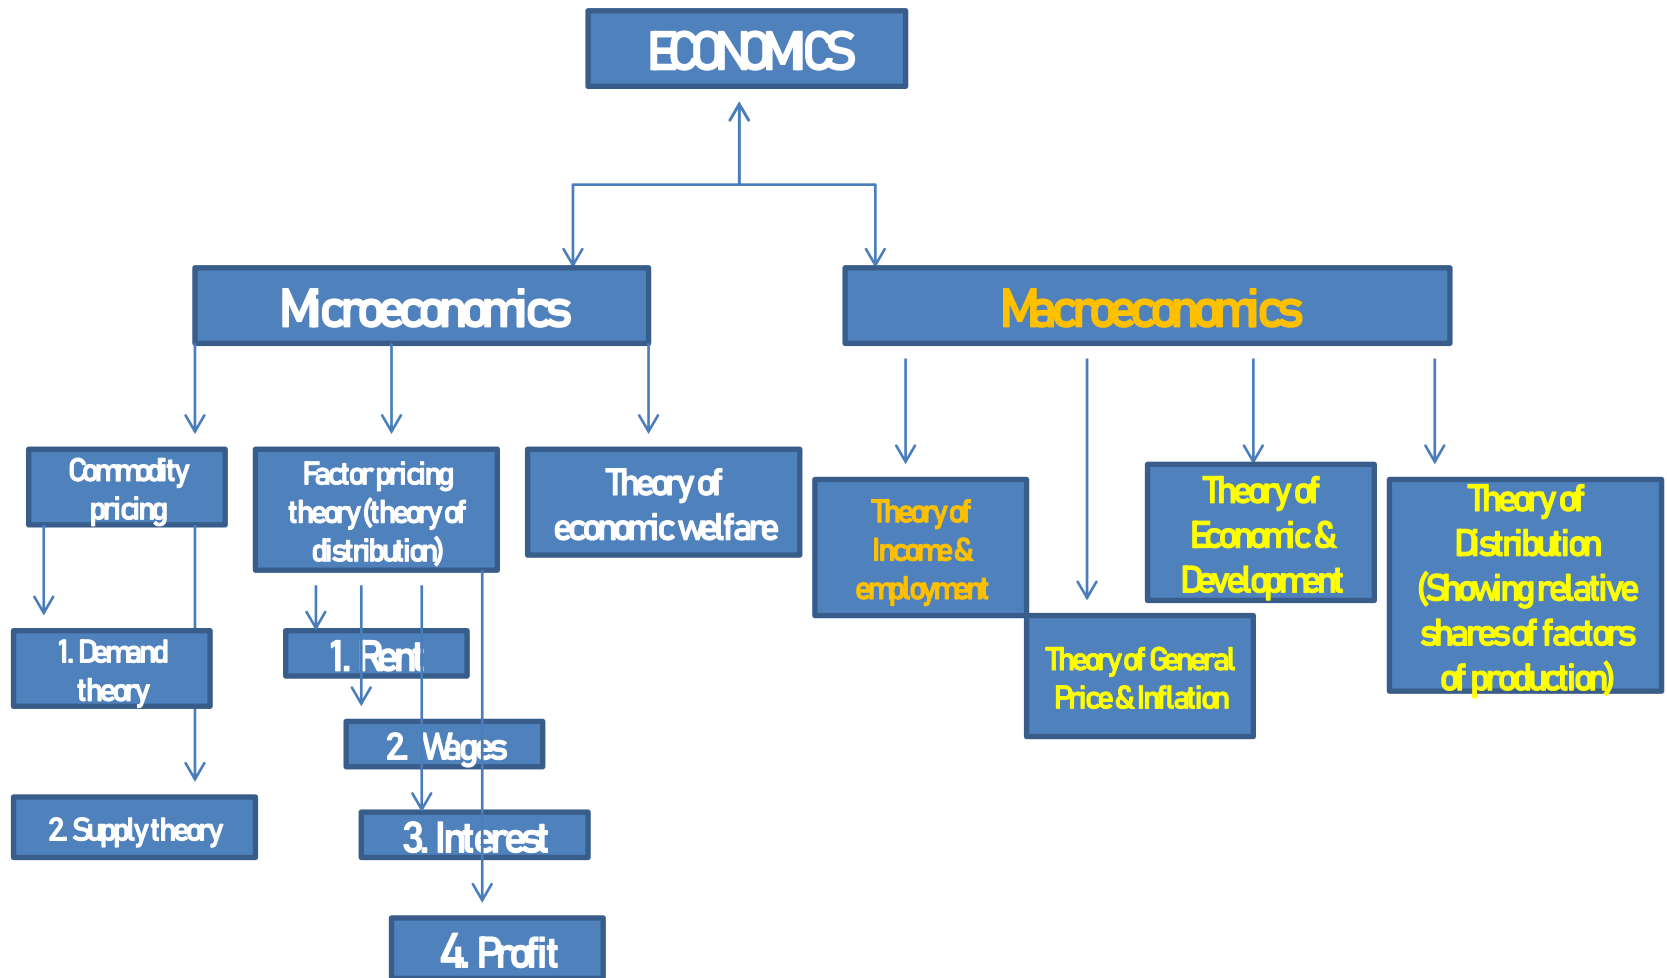 ECONOMICS
Microeconomics
Macroeconomics
Commodity
pricing
Factor pricing
theory (theory of
distribution)
Theory of
economic welfare
Theory of
Income &
employment
Theory of
Economic &
Development
Theory of
Distribution
(Showing relative
shares of factors
of production)
1. Demand
theory
1. Rent
Theory of General
Price & Inflation
2. Wages
2. Supply theory
3. Interest
4. Profit